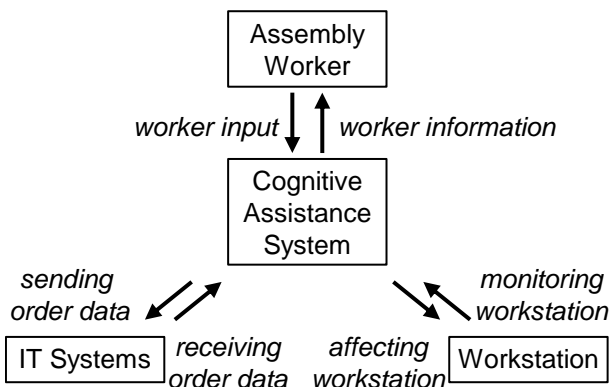 Assembly
Worker
worker input
worker information
Cognitive
Assistance
System
sending
order data
monitoring
workstation
IT Systems
receiving
order data
affecting
workstation
Workstation